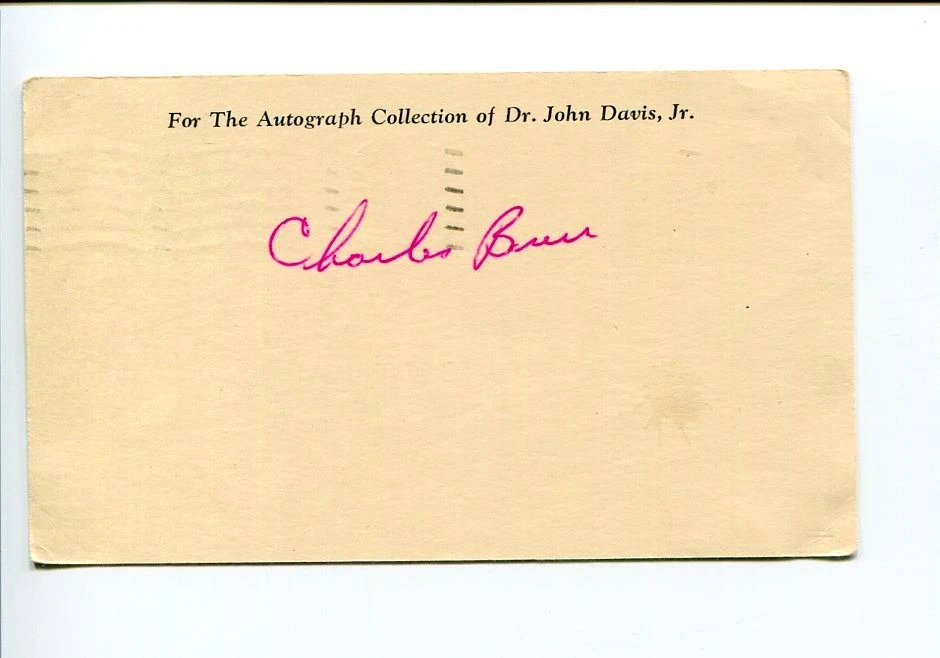 For The Autograph Collection of Dr. John Davis, Jr.
Charles